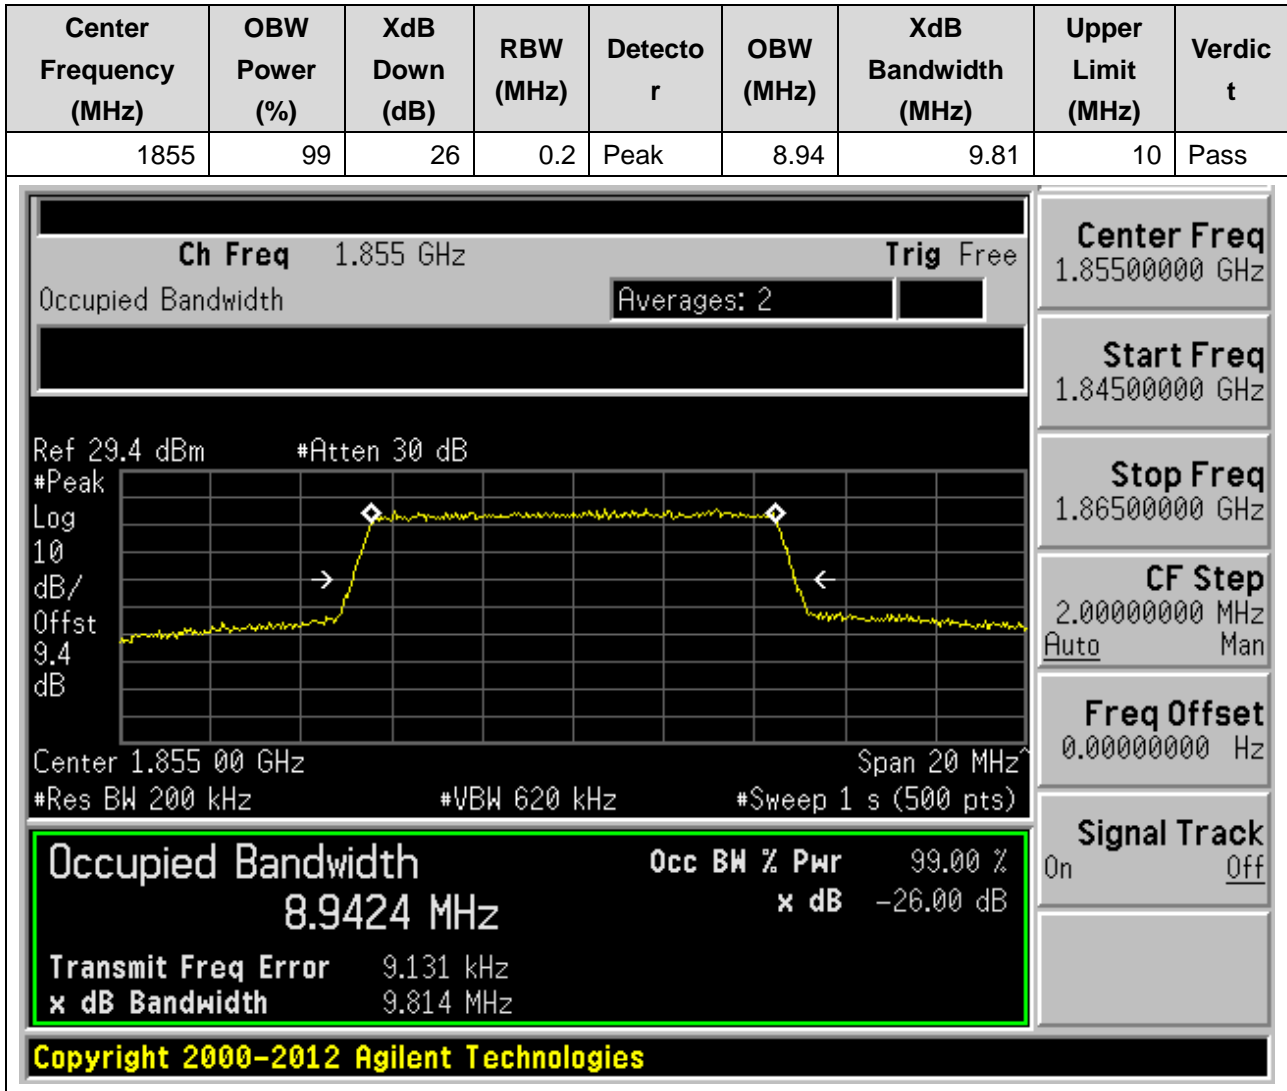 Center Frequency (MHz) OBW Power (%) XdB Down (dB) RBW (MHz) Detecto r OBW (MHz) XdB Bandwidth (MHz) Upper Limit (MHz) Verdic t
1855 99 26 0.2 Peak 8.94 9.81 10 Pass
Ch Freq 1.855 GHz Trig Free
Occupied Bandwidth Averages: 2
Ref 29.4 dBm #Atten 30 dB
#Peak
Log
10
dB/
Offst
9.4
dB
Center 1.855 00 GHz Span 20 MHz^
#Res BW 200 kHz #VBW 620 kHz #Sweep 1 s (500 pts)
Occupied Bandwidth Occ BW % Pwr 99.00 %
8.9424 MHz x dB -26.00 dB
Transmit Freq Error 9.131 kHz
x dB Bandwidth 9.814 MHz
Copyright 2000-2012 Agilent Technologies
Center Freq
1.85500000 GHz
Start Freq
1.84500000 GHz
Stop Freq
1.86500000 GHz
CF Step
2.00000000 MHz
Auto Man
Freq Offset
0.00000000 Hz
Signal Track
On Off